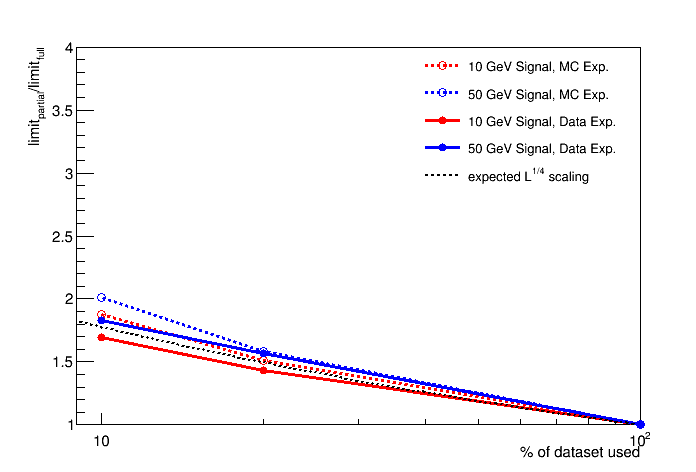 limit_partial/limit_full
4
3.5
3
2.5
2
1.5
1
10 GeV Signal, MC Exp.
50 GeV Signal, MC Exp.
10 GeV Signal, Data Exp.
50 GeV Signal, Data Exp.
expected L^1/4 scaling
10
10^2
% of dataset used